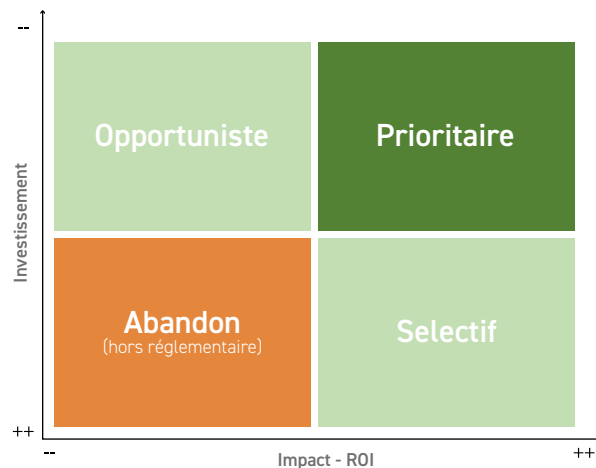 --
Opportuniste
Prioritaire
Investissement
Abandon
(hors réglementaire)
Selectif
++
--
Impact - ROI
++